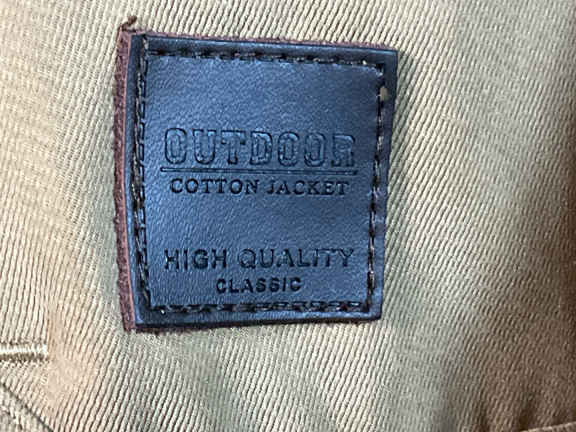 OUTDOOR
COTTON JACKET
HIGH QUALITY
CLASSIC